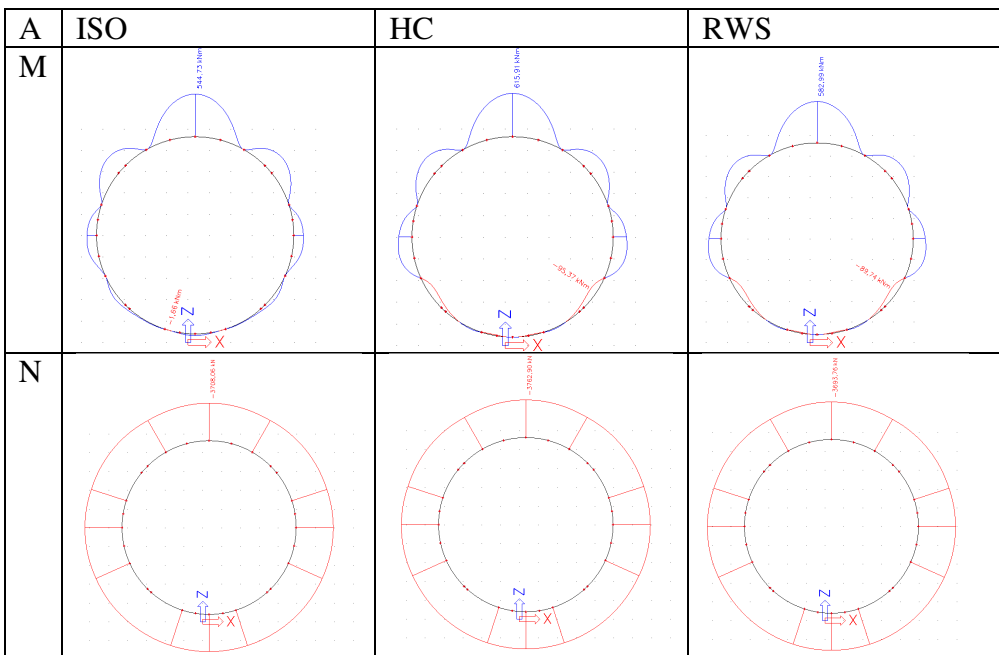 A ISO HC RWS
M
544,73 kNm
-1,66 kNm
Z
X
615,91 kNm
-95,37 kNm
Z
X
582,99 kNm
-89,74 kNm
Z
X
N
-3708,06 kN
Z
X
-3762,90 kN
Z
X
-3693,76 kN
Z
X